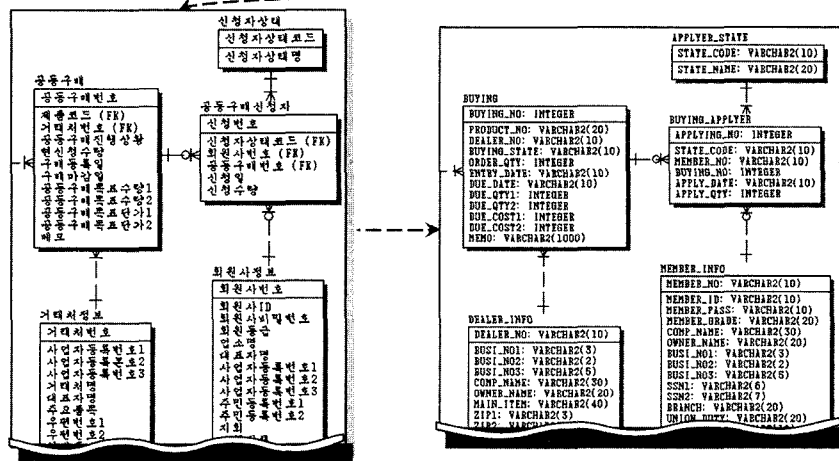 신청자상태
신청자상태코드
신청자상태명
공동구매
공동구매번호
제품코드 (FK)
거래처번호 (FK)
공동구매진행상황
현신청수량
구매등록일
구매마감일
공동구매목표수량1
공동구매목표수량2
공동구매목표단가1
공동구매목표단가2
메모
공동구매신청자
신청번호
신청자상태코드 (FK)
회원사번호 (FK)
공동구매번호 (FK)
신청일
신청수량
거래처정보
거래처번호
사업자등록번호1
사업자등록번호2
사업자등록번호3
거래처명
대표자명
주요품목
우편번호1
우편번호2
회원사정보
회원사번호
회원사ID
회원사비밀번호
회원등급
업소명
대표자명
사업자등록번호1
사업자등록번호2
사업자등록번호3
주민등록번호1
주민등록번호2
지회
APPLYER_STATE
STATE_CODE: VARCHAR2(10)
STATE_NAME: VARCHAR2(20)
BUYING
BUYING_NO: INTEGER
PRODUCT_NO: VARCHAR2(20)
DEALER_NO: VARCHAR2(10)
BUYING_STATE: VARCHAR2(10)
ORDER_QTY: INTEGER
ENTRY_DATE: VARCHAR2(10)
DUE_DATE: VARCHAR2(10)
DUE_QTY1: INTEGER
DUE_QTY2: INTEGER
DUE_COST1: INTEGER
DUE_COST2: INTEGER
MEMO: VARCHAR2(1000)
BUYING_APPLYER
APPLYING_NO: INTEGER
STATE_CODE: VARCHAR2(10)
MEMBER_NO: VARCHAR2(10)
BUYING_NO: INTEGER
APPLY_DATE: VARCHAR2(10)
APPLY_QTY: INTEGER
DEALER_INFO
DEALER_NO: VARCHAR2(10)
BUSI_NO1: VARCHAR2(3)
BUSI_NO2: VARCHAR2(2)
BUSI_NO3: VARCHAR2(5)
COMP_NAME: VARCHAR2(30)
OWNER_NAME: VARCHAR2(20)
MAIN_ITEM: VARCHAR2(40)
ZIP1: VARCHAR2(3)
ZIP2: VARCHAR2(3)
MEMBER_INFO
MEMBER_NO: VARCHAR2(10)
MEMBER_ID: VARCHAR2(10)
MEMBER_PASS: VARCHAR2(10)
MEMBER_GRADE: VARCHAR2(20)
COMP_NAME: VARCHAR2(30)
OWNER_NAME: VARCHAR2(20)
BUSI_NO1: VARCHAR2(3)
BUSI_NO2: VARCHAR2(2)
BUSI_NO3: VARCHAR2(5)
SSN1: VARCHAR2(6)
SSN2: VARCHAR2(7)
BRANCH: VARCHAR2(20)
UNION_DUTY: VARCHAR2(20)